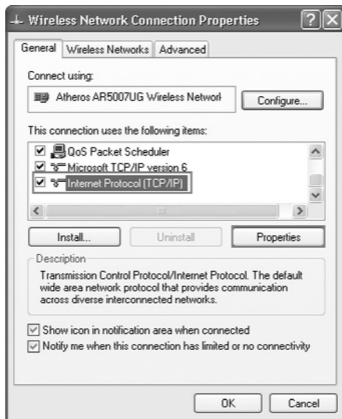 Wireless Network Connection Properties
General Wireless Networks Advanced
Connect using:
Atheros AR5007UG Wireless Network
Configure...
This connection uses the following items:
QoS Packet Scheduler
Microsoft TCP/IP version 6
Internet Protocol (TCP/IP)
Install... Uninstall Properties
Description
Transmission Control Protocol/Internet Protocol. The default
wide area network protocol that provides communication
across diverse interconnected networks.
Show icon in notification area when connected
Notify me when this connection has limited or no connectivity
OK Cancel